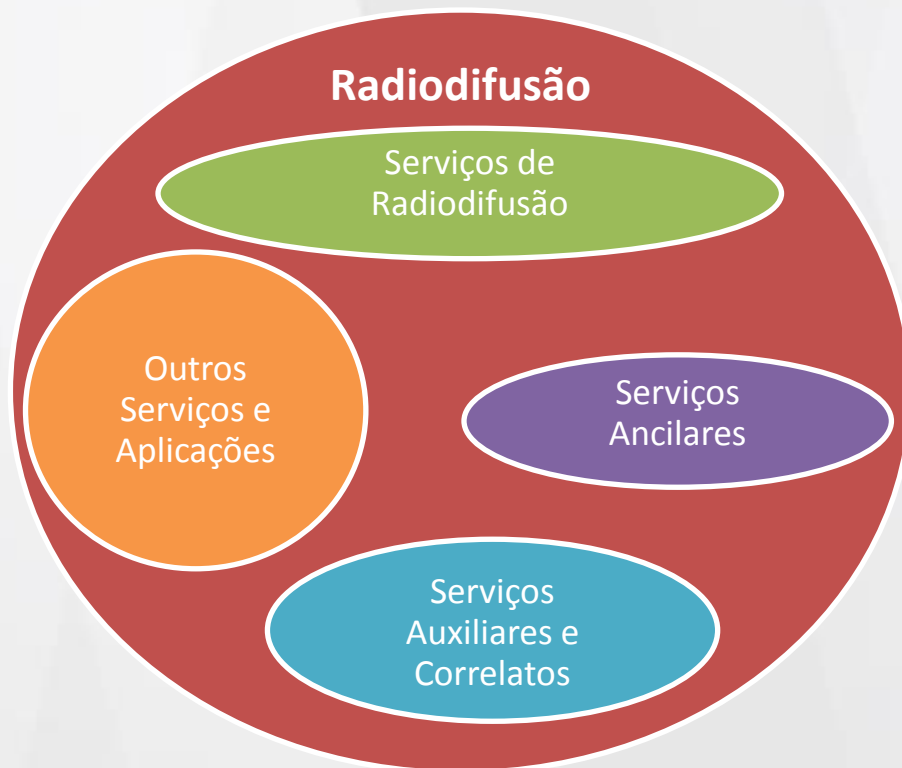 Radiodifusão
Serviços de
Radiodifusão
Outros
Serviços e
Aplicações
Serviços
Ancilares
Serviços
Auxiliares e
Correlatos